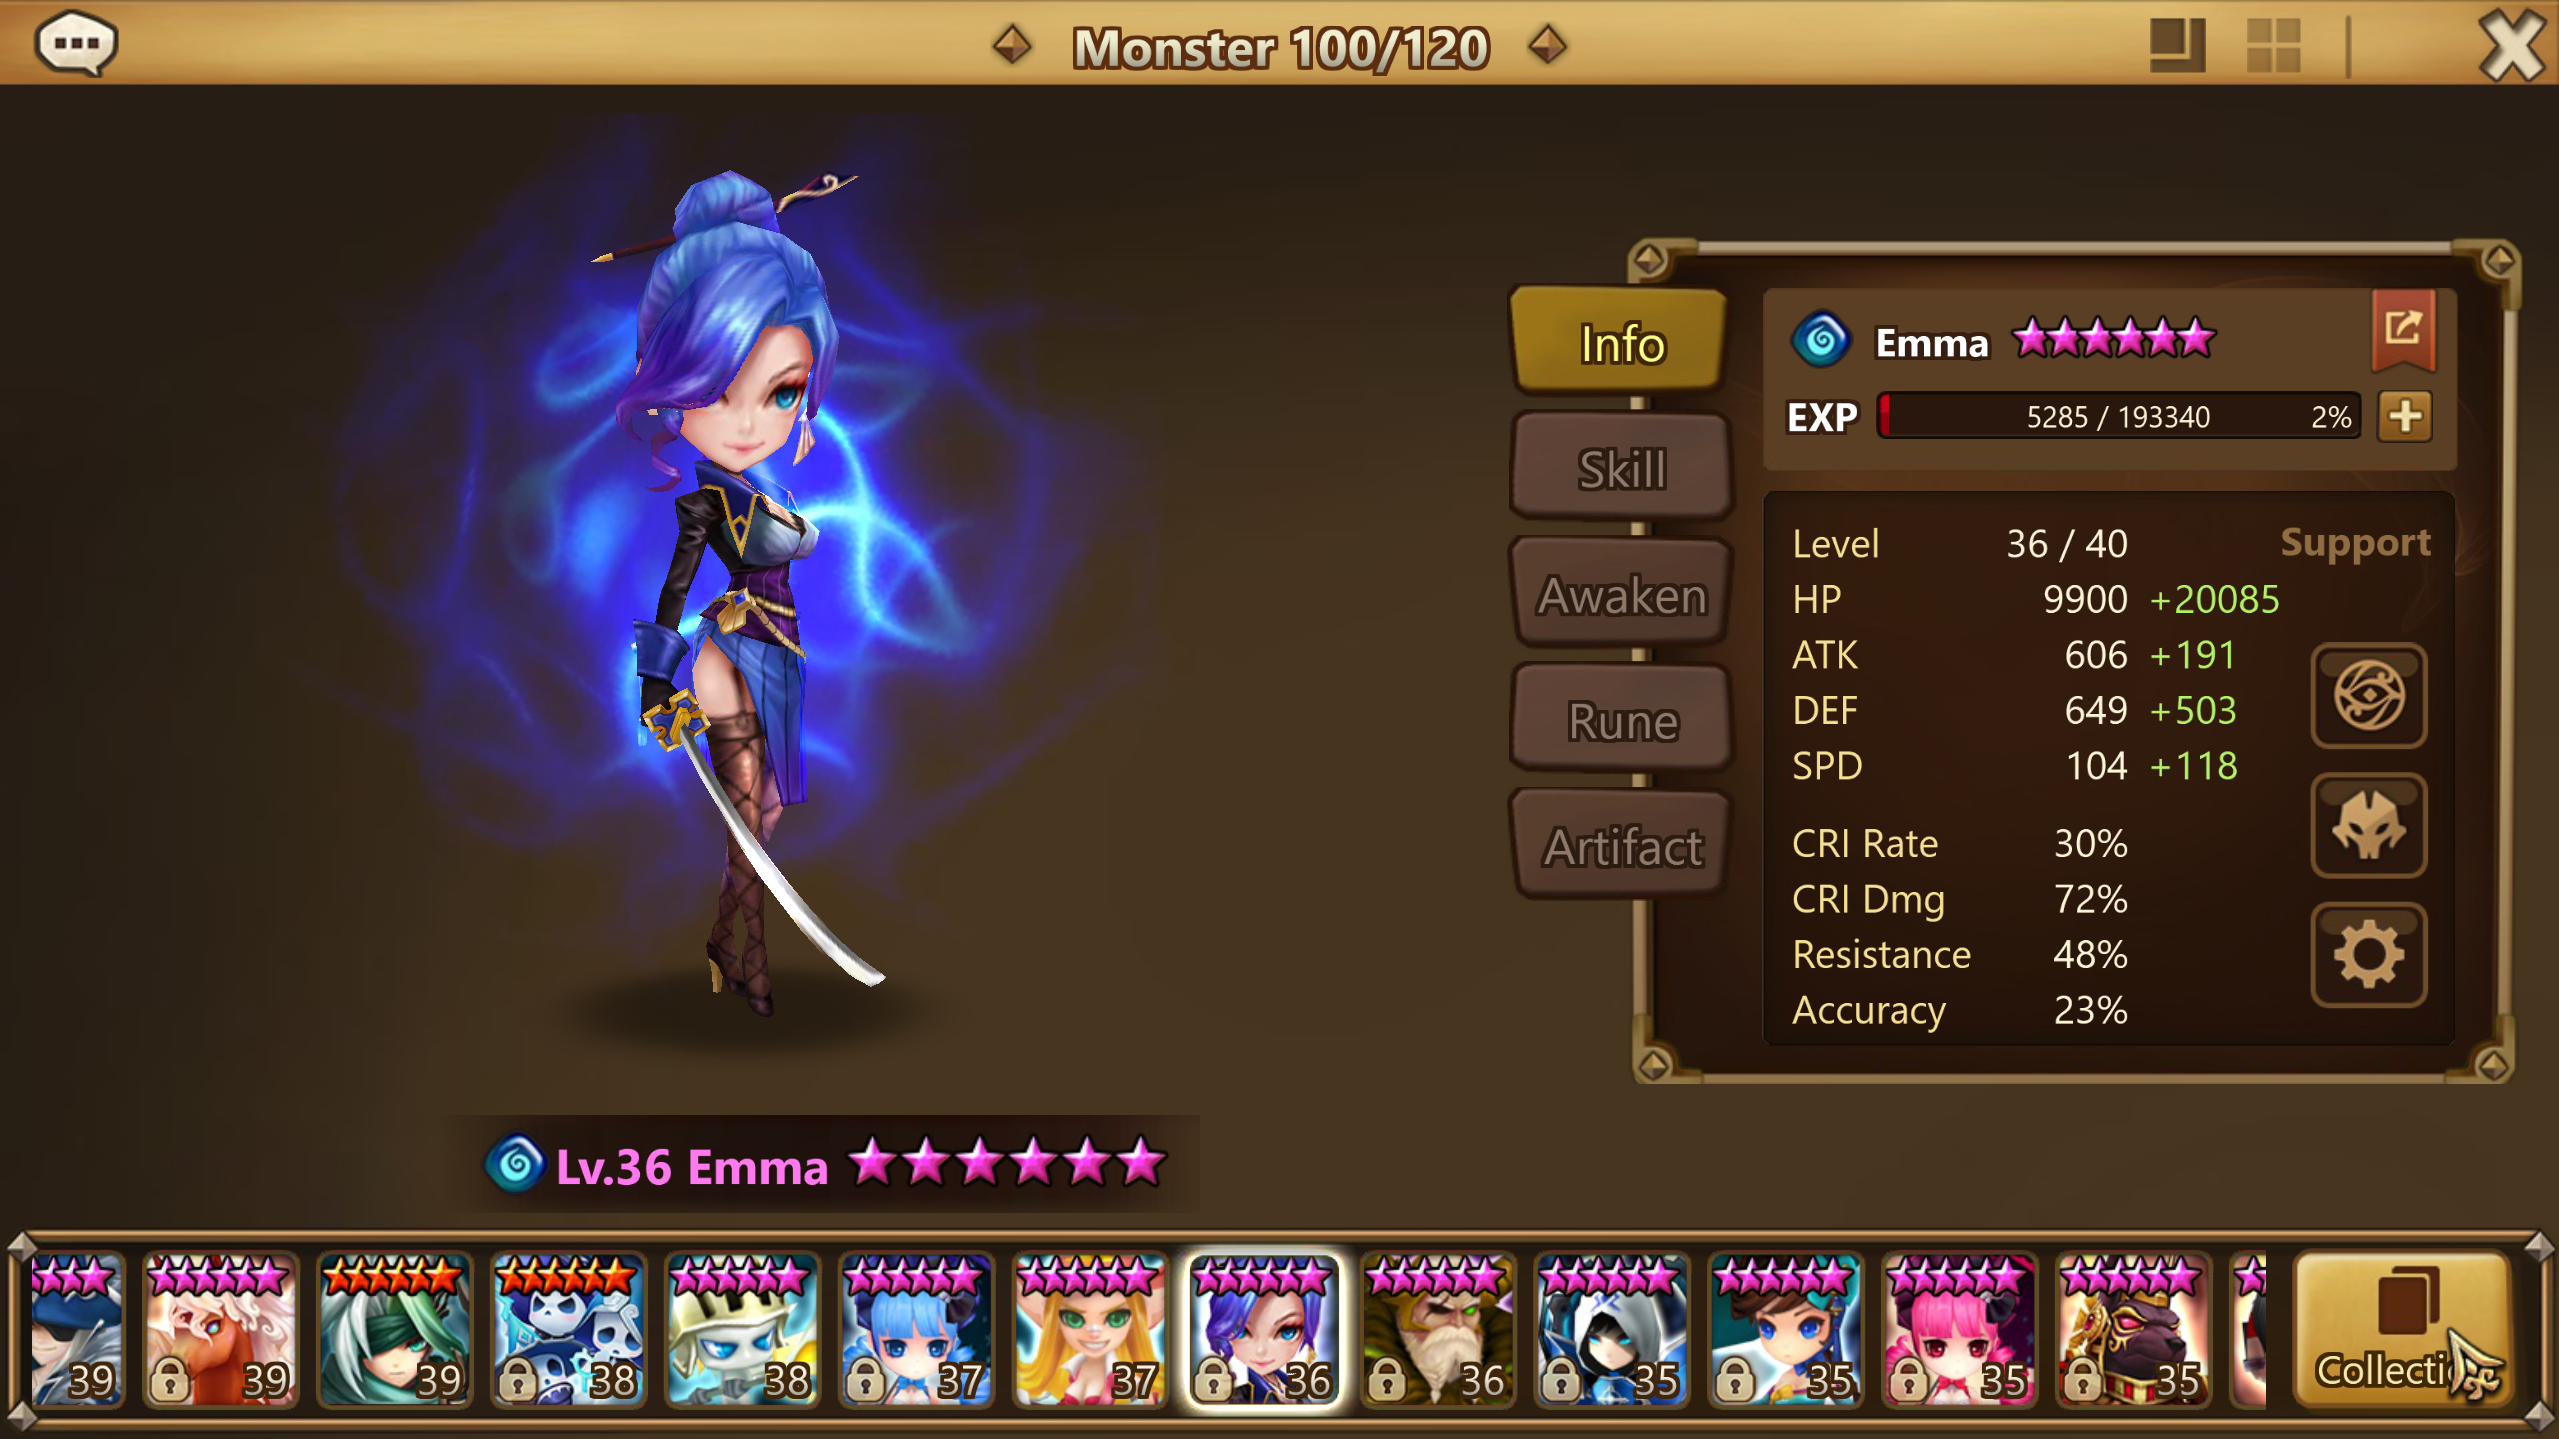 Monster 100/120
Info
Skill
Awaken
Rune
Artifact
Emma
EXP 5285 / 193340 2%
Level 36 / 40 Support
HP 9900 +20085
ATK 606 +191
DEF 649 +503
SPD 104 +118
CRI Rate 30%
CRI Dmg 72%
Resistance 48%
Accuracy 23%
Lv.36 Emma
39 39 39 38 38 37 37 36 36 35 35 35 35
Collecti